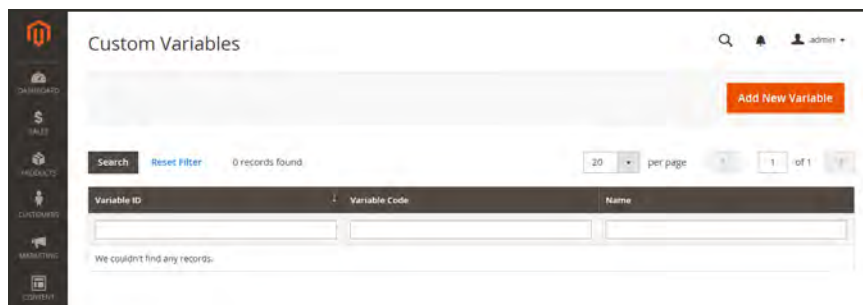 Custom Variables
admin
DASHBOARD
Add New Variable
SALES
Search Reset Filter 0 records found 20 per page 1 of 1
PRODUCTS
Variable ID ↓ Variable Code Name
CUSTOMERS
MARKETING
We couldn't find any records.
CONTENT